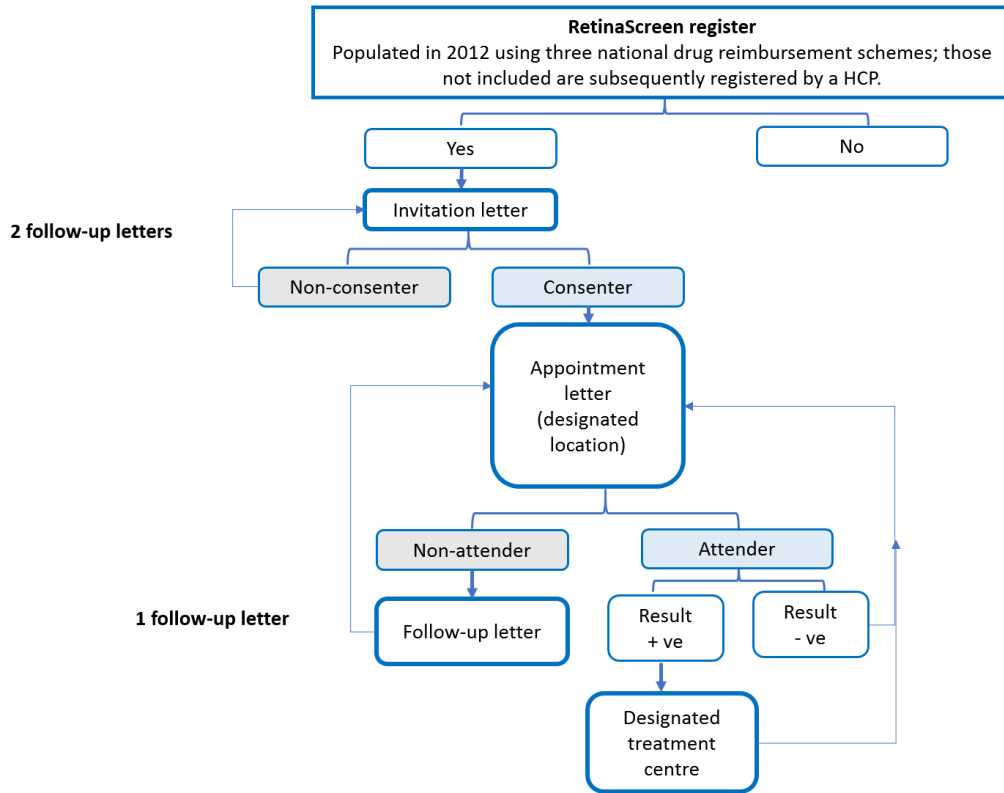 RetinaScreen register
Populated in 2012 using three national drug reimbursement schemes; those
not included are subsequently registered by a HCP.
Yes
No
Invitation letter
2 follow-up letters
Non-consenter
Consenter
Appointment
letter
(designated
location)
Non-attender
Attender
1 follow-up letter
Follow-up letter
Result
+ ve
Result
- ve
Designated
treatment
centre